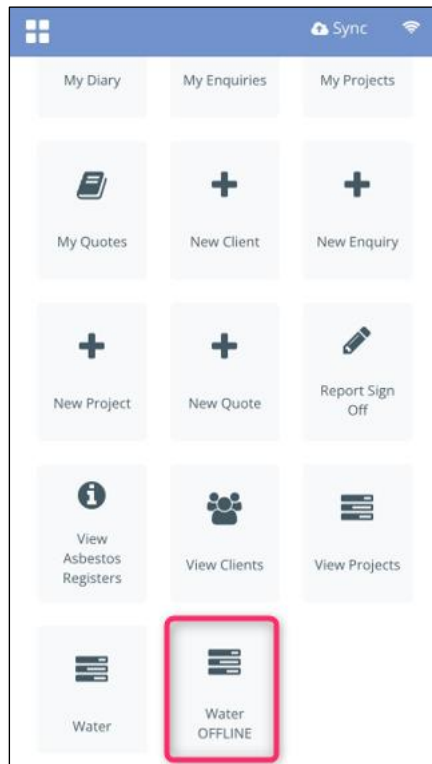 Sync
My Diary
My Enquiries
My Projects
My Quotes
New Client
New Enquiry
New Project
New Quote
Report Sign
Off
View
Asbestos
Registers
View Clients
View Projects
Water
Water
OFFLINE